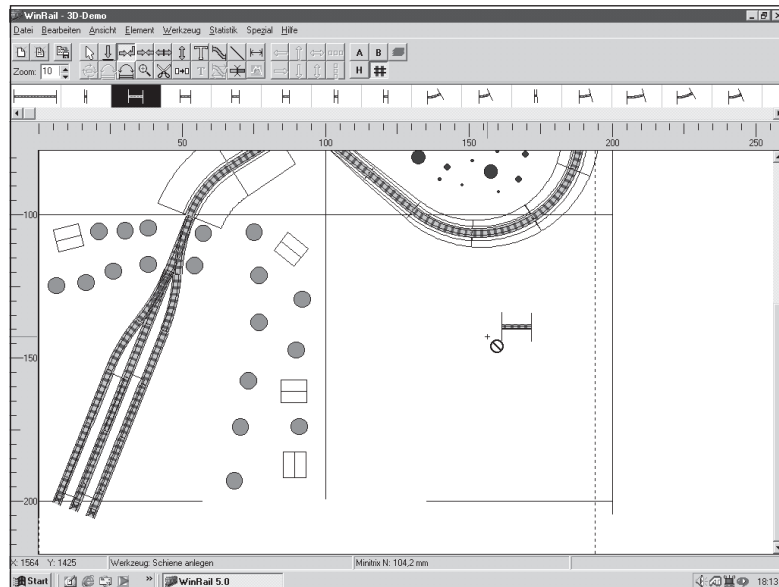 WinRail - 3D-Demo
Datei Bearbeiten Ansicht Element Werkzeug Statistik Spezial Hilfe
T A B
Zoom: 10 T H
50 100 150 200 250
100
150
200
X: 1564 Y: 1425 Werkzeug: Schiene anlegen Minitrix N: 104,2 mm
Start » WinRail 5.0 18:13